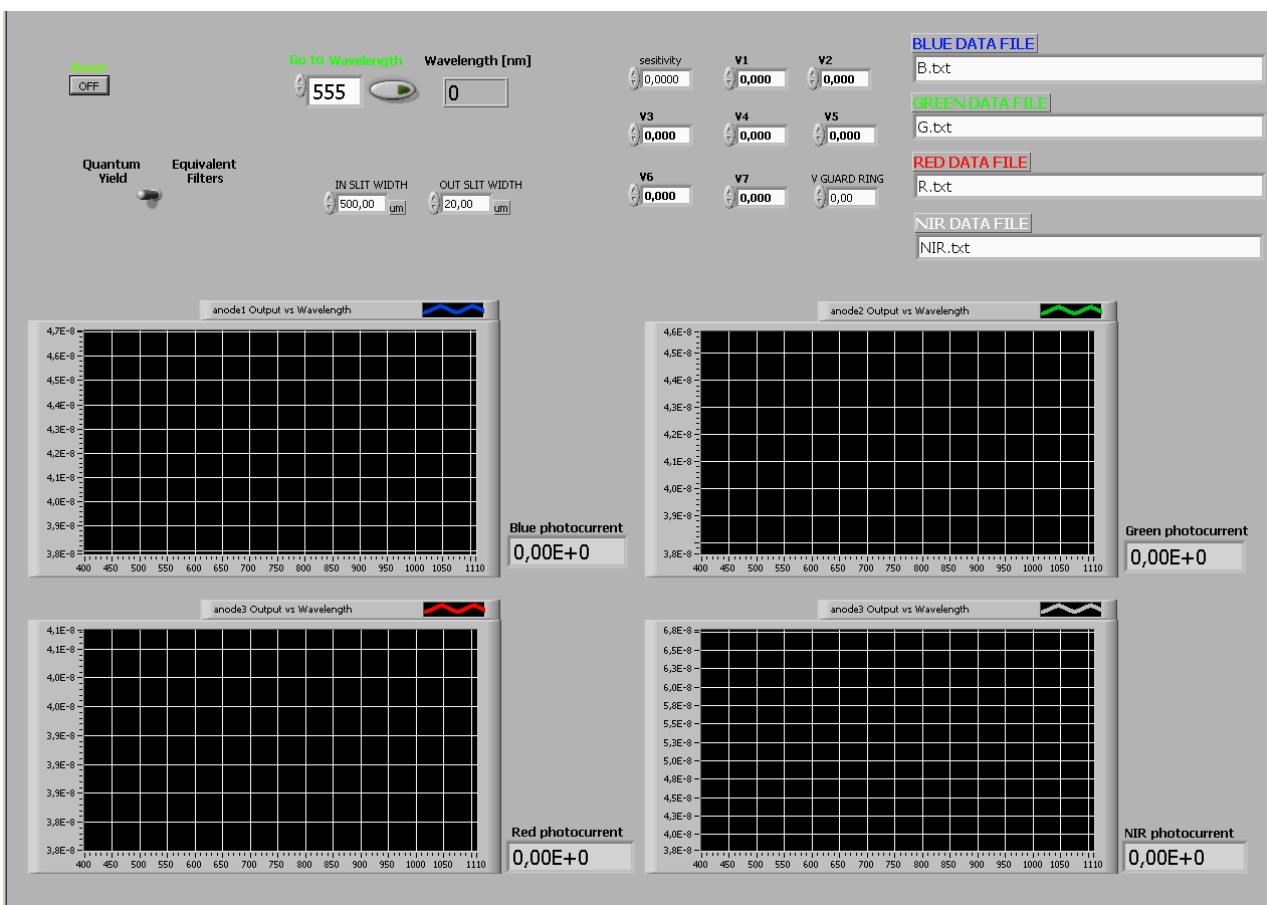 Reset
OFF
Go to Wavelength
555
Wavelength [nm]
0
Quantum
Yield
Equivalent
Filters
IN SLIT WIDTH
500,00 um
OUT SLIT WIDTH
20,00 um
sesitivity
0,0000
V1
0,000
V2
0,000
V3
0,000
V4
0,000
V5
0,000
V6
0,000
V7
0,000
V GUARD RING
0,00
BLUE DATA FILE
B.txt
GREEN DATA FILE
G.txt
RED DATA FILE
R.txt
NIR DATA FILE
NIR.txt
anode1 Output vs Wavelength
4,7E-8
4,6E-8
4,5E-8
4,4E-8
4,3E-8
4,2E-8
4,1E-8
4,0E-8
3,9E-8
3,8E-8
400 450 500 550 600 650 700 750 800 850 900 950 1000 1050 1110
Blue photocurrent
0,00E+0
anode2 Output vs Wavelength
4,6E-8
4,5E-8
4,4E-8
4,3E-8
4,2E-8
4,1E-8
4,0E-8
3,9E-8
3,8E-8
400 450 500 550 600 650 700 750 800 850 900 950 1000 1050 1110
Green photocurrent
0,00E+0
anode3 Output vs Wavelength
4,1E-8
4,1E-8
4,0E-8
4,0E-8
3,9E-8
3,9E-8
3,8E-8
3,8E-8
400 450 500 550 600 650 700 750 800 850 900 950 1000 1050 1110
Red photocurrent
0,00E+0
anode3 Output vs Wavelength
6,8E-8
6,5E-8
6,3E-8
6,0E-8
5,8E-8
5,5E-8
5,3E-8
5,0E-8
4,8E-8
4,5E-8
4,3E-8
4,0E-8
3,8E-8
400 450 500 550 600 650 700 750 800 850 900 950 1000 1050 1110
NIR photocurrent
0,00E+0